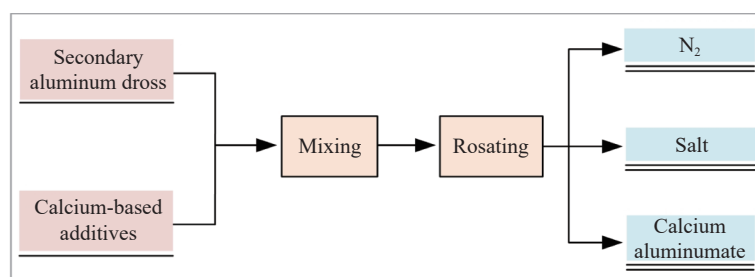 Secondary
aluminum dross
Calcium-based
additives
Mixing
Rosating
N₂
Salt
Calcium
aluminumate